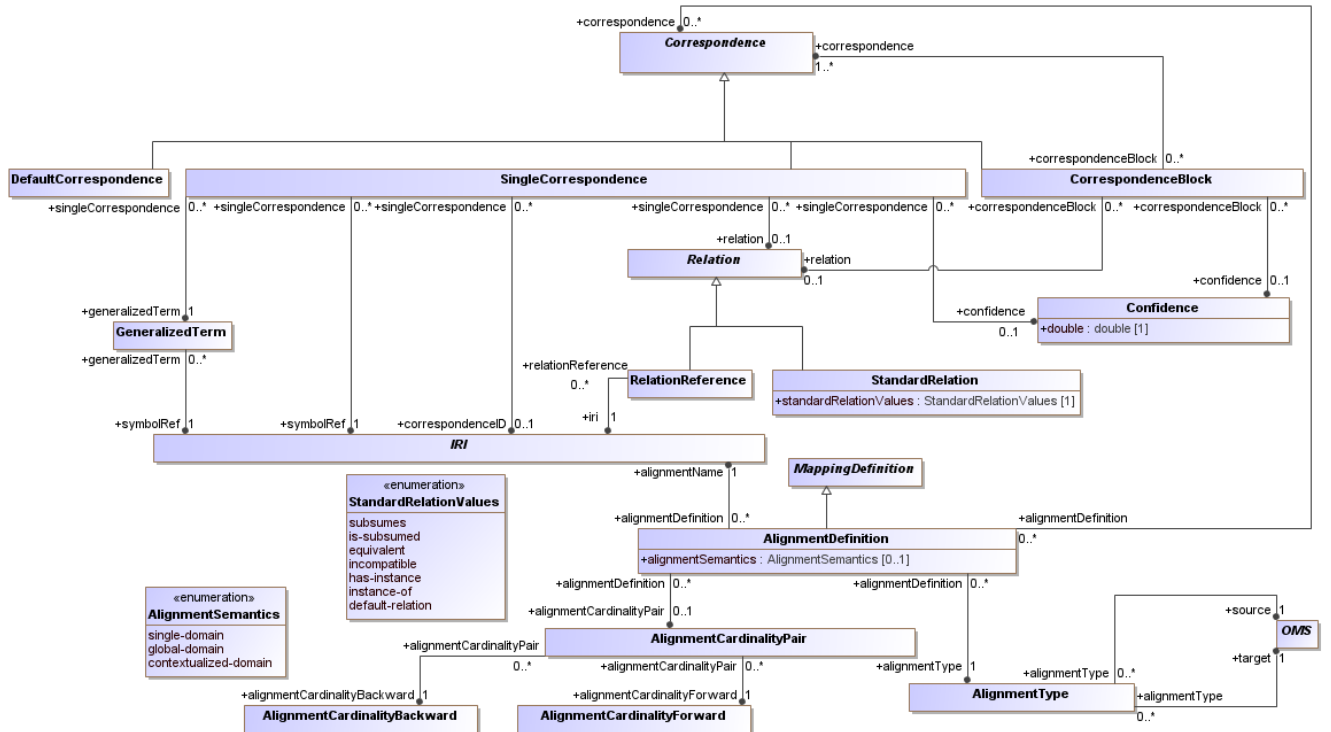 +correspondence 0..*
Correspondence
+correspondence
1..*
+correspondenceBlock 0..*
DefaultCorrespondence
SingleCorrespondence
CorrespondenceBlock
+singleCorrespondence 0..* +singleCorrespondence 0..* +singleCorrespondence 0..* +singleCorrespondence 0..* +singleCorrespondence 0..* +correspondenceBlock 0..* +correspondenceBlock 0..*
+relation 0..1
Relation
+relation
0..1
+confidence 0..1
+confidence
0..1
Confidence
+double : double [1]
+generalizedTerm 1
GeneralizedTerm
+generalizedTerm 0..*
+relationReference
0..*
RelationReference
StandardRelation
+standardRelationValues : StandardRelationValues [1]
+iri 1
+symbolRef 1 +symbolRef 1 +correspondenceID 0..1
IRI
+alignmentName 1
MappingDefinition
«enumeration»
StandardRelationValues
subsumes
is-subsumed
equivalent
incompatible
has-instance
instance-of
default-relation
+alignmentDefinition 0..*
+alignmentDefinition
0..*
AlignmentDefinition
+alignmentSemantics : AlignmentSemantics [0..1]
+alignmentDefinition 0..* +alignmentDefinition 0..*
«enumeration»
AlignmentSemantics
single-domain
global-domain
contextualized-domain
+alignmentCardinalityPair 0..1
+source 1
OMS
+target 1
AlignmentCardinalityPair
+alignmentCardinalityPair
0..*
+alignmentCardinalityPair 0..*
+alignmentType 1
+alignmentType 0..*
AlignmentType
+alignmentType
0..*
+alignmentCardinalityBackward 1
AlignmentCardinalityBackward
+alignmentCardinalityForward 1
AlignmentCardinalityForward